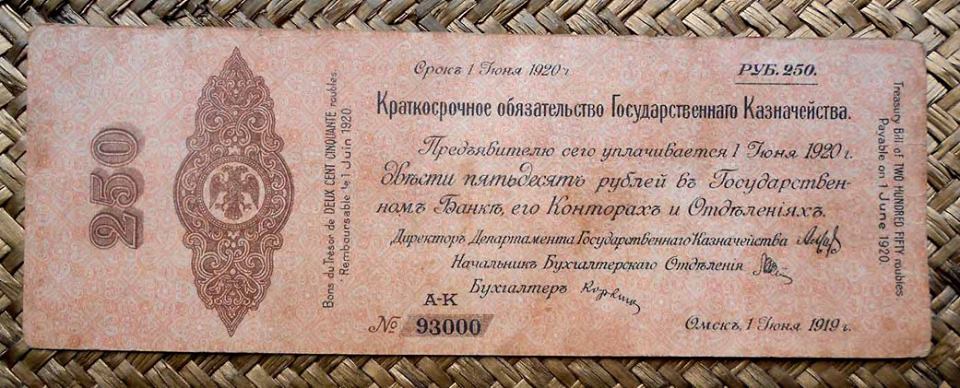 250
Bons du Trésor de DEUX CENT CINQUANTE roubles.
Remboursable le 1 Juin 1920.
Срокъ 1 Іюня 1920 г.
РУБ. 250.
Краткосрочное обязательство Государственнаго Казначейства.
Предъявителю сего уплачивается 1 Іюня 1920 г.
Двѣсти пятьдесятъ рублей въ Государствен-
номъ Банкѣ, его Конторахъ и Отдѣленіяхъ.
Директоръ Департамента Государственнаго Казначейства
Начальникъ Бухгалтерскаго Отдѣленія
Бухгалтеръ
А-К
№ 93000
Омскъ, 1 Іюня 1919 г.
Treasury Bill of TWO HUNDRED FIFTY roubles
Payable on 1 June 1920.